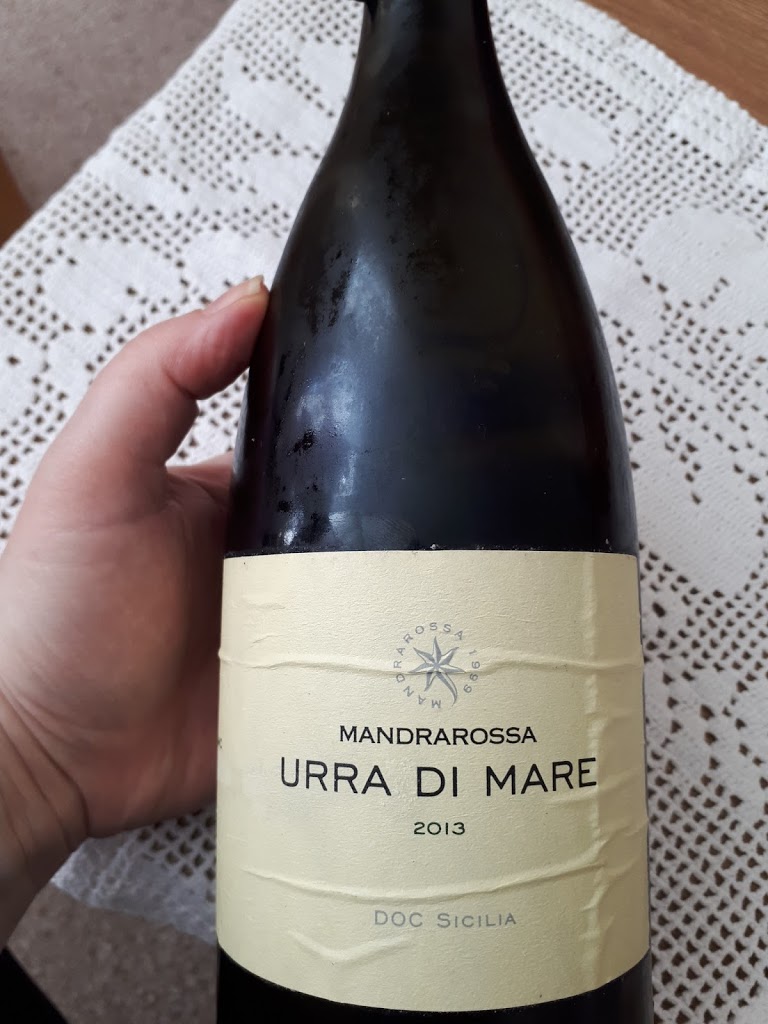 MANDRAROSSA 1999
MANDRAROSSA
URRA DI MARE
2013
DOC SICILIA